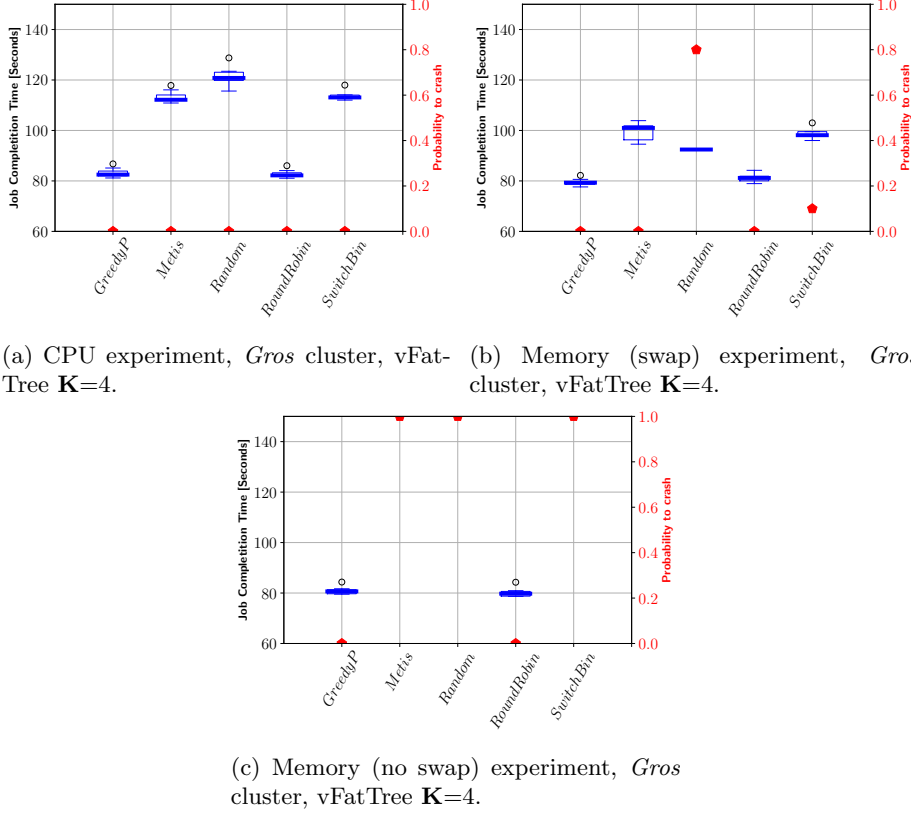 140
120
100
80
60
Job Completion Time [Seconds]
1.0
0.8
0.6
0.4
0.2
0.0
Probability to crash
GreedyP
Metis
Random
RoundRobin
SwitchBin
(a) CPU experiment, Gros cluster, vFat-
Tree K=4.
140
120
100
80
60
Job Completion Time [Seconds]
1.0
0.8
0.6
0.4
0.2
0.0
Probability to crash
GreedyP
Metis
Random
RoundRobin
SwitchBin
(b) Memory (swap) experiment, Gros
cluster, vFatTree K=4.
140
120
100
80
60
Job Completion Time [Seconds]
1.0
0.8
0.6
0.4
0.2
0.0
Probability to crash
GreedyP
Metis
Random
RoundRobin
SwitchBin
(c) Memory (no swap) experiment, Gros
cluster, vFatTree K=4.